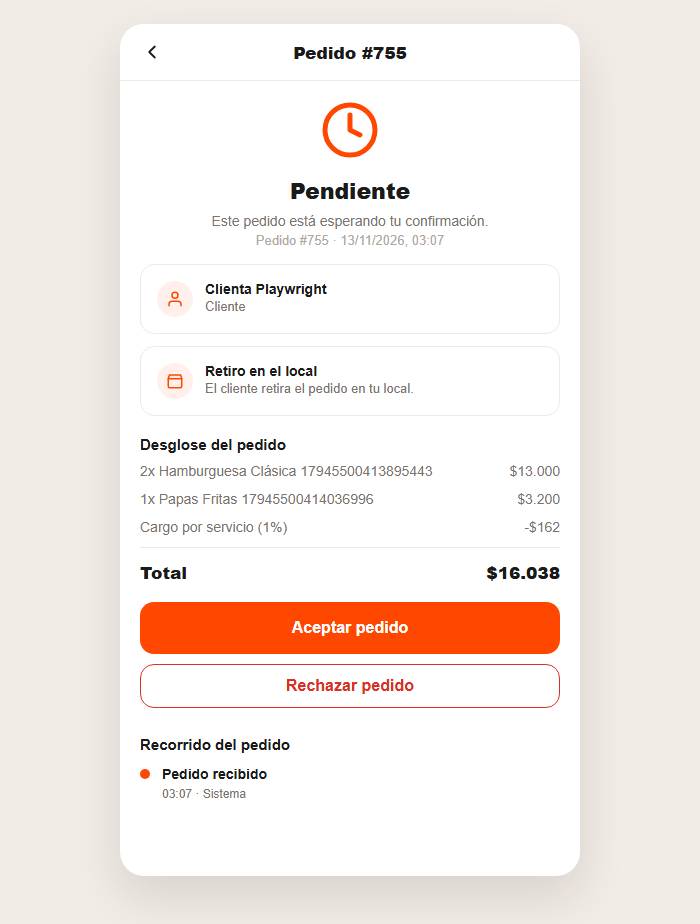 Pedido #755
Pendiente
Este pedido está esperando tu confirmación.
Pedido #755 · 13/11/2026, 03:07
Clienta Playwright
Cliente
Retiro en el local
El cliente retira el pedido en tu local.
Desglose del pedido
2x Hamburguesa Clásica 17945500413895443 $13.000
1x Papas Fritas 17945500414036996 $3.200
Cargo por servicio (1%) -$162
Total $16.038
Aceptar pedido
Rechazar pedido
Recorrido del pedido
Pedido recibido
03:07 · Sistema